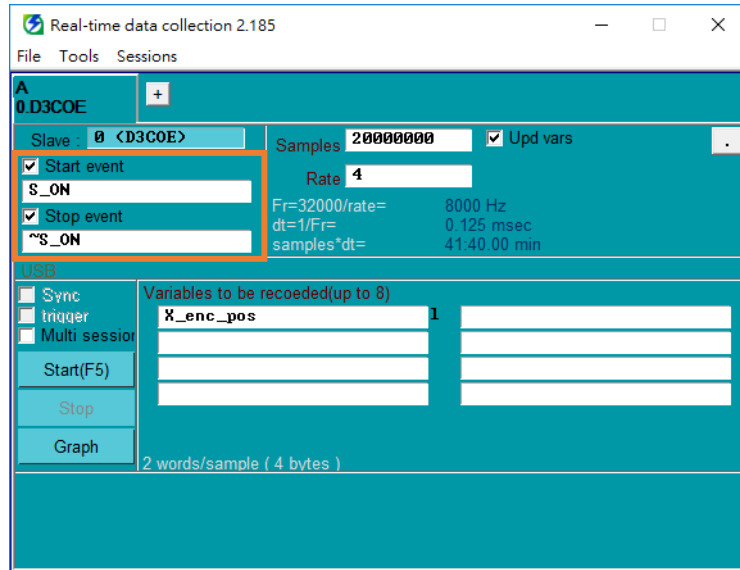 Real-time data collection 2.185
File Tools Sessions
A
0.D3COE
+
Slave : 0 (D3COE)
Start event
S_ON
Stop event
~S_ON
Samples 20000000 Upd vars .
Rate 4
Fr=32000/rate= 8000 Hz
dt=1/Fr= 0.125 msec
samples*dt= 41:40.00 min
USB
Sync
trigger
Multi session
Variables to be recoeded(up to 8)
X_enc_pos 1
Start(F5)
Stop
Graph
2 words/sample ( 4 bytes )